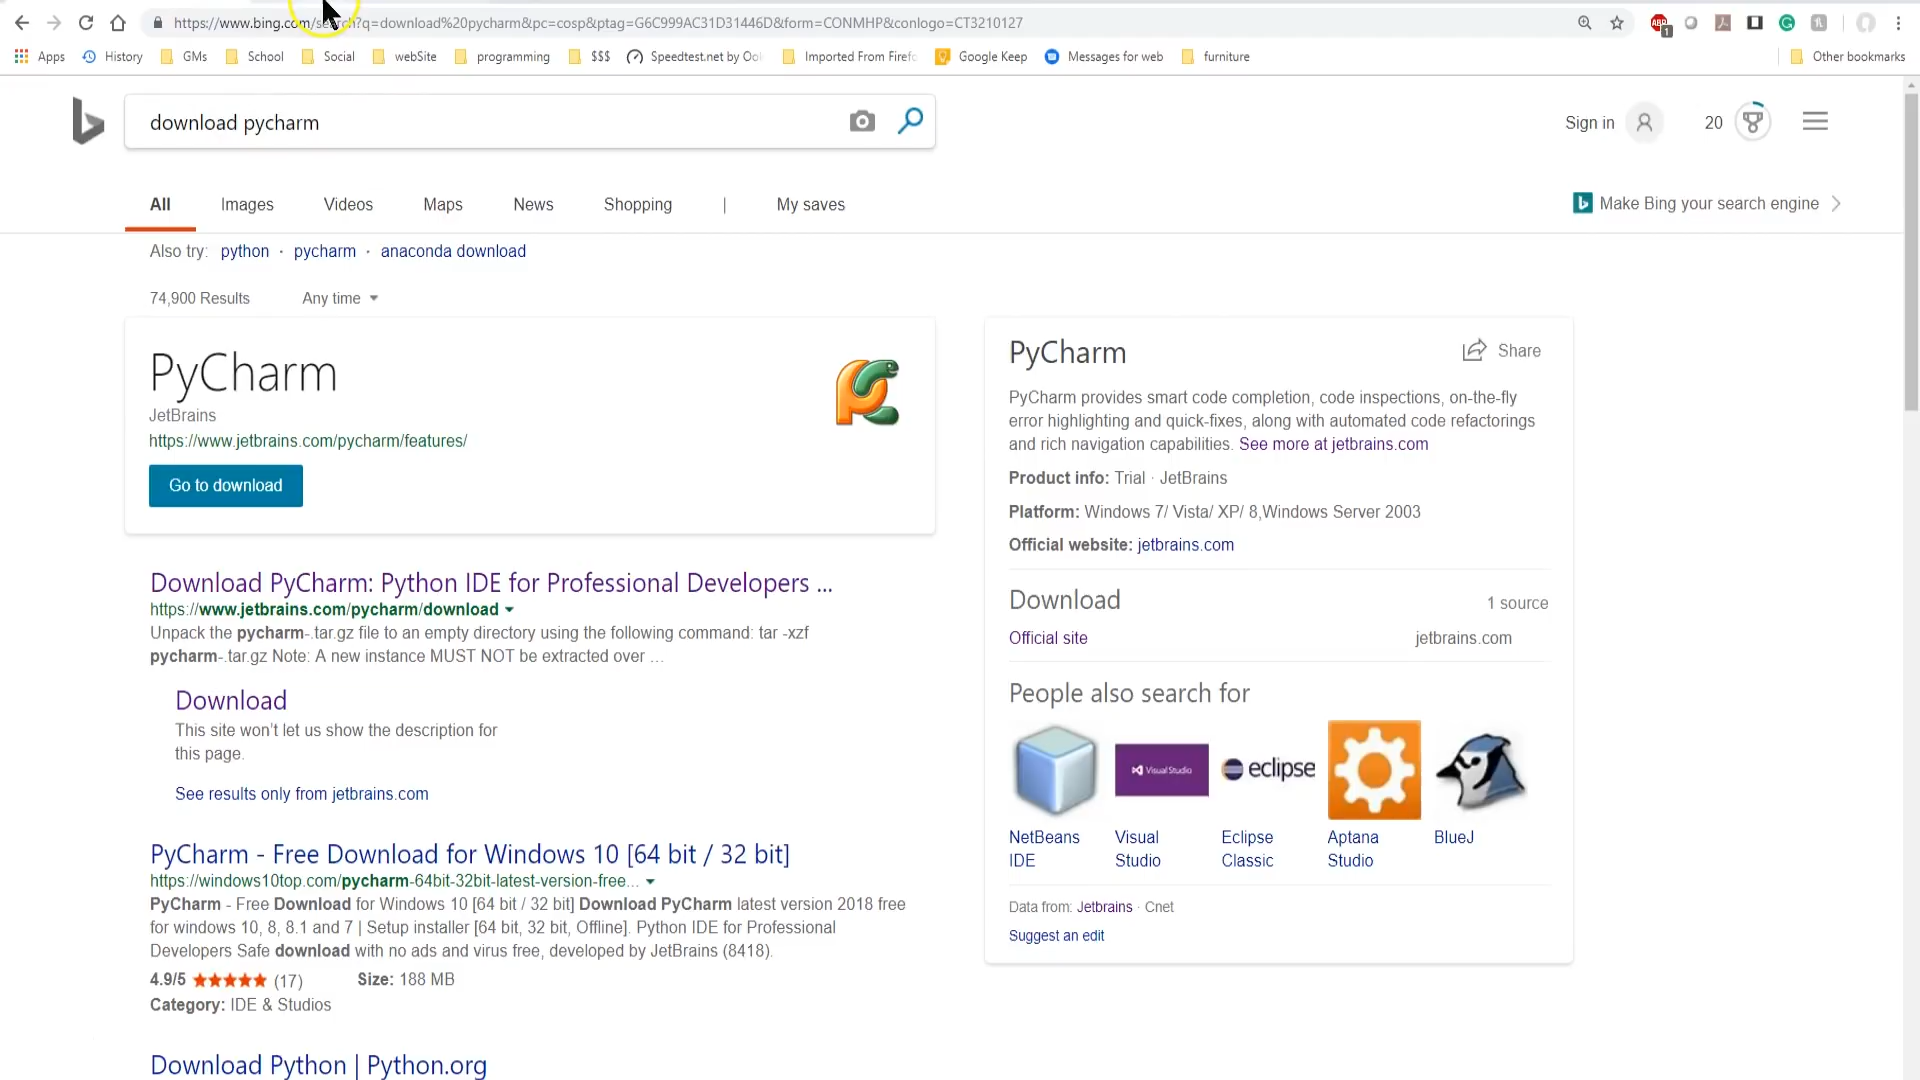 https://www.bing.com/search?q=download%20pycharm&pc=cosp&ptag=G6C999AC31D31446D&form=CONMHP&conlogo=CT3210127
ABP 1
Apps History GMs School Social webSite programming $$$ Speedtest.net by Ookl Imported From Firefo Google Keep Messages for web furniture Other bookmarks
download pycharm
Sign in 20
All Images Videos Maps News Shopping | My saves
Make Bing your search engine
Also try: python · pycharm · anaconda download
74,900 Results Any time
PyCharm
JetBrains
https://www.jetbrains.com/pycharm/features/
Go to download
Download PyCharm: Python IDE for Professional Developers ...
https://www.jetbrains.com/pycharm/download
Unpack the pycharm-.tar.gz file to an empty directory using the following command: tar -xzf
pycharm-.tar.gz Note: A new instance MUST NOT be extracted over …
Download
This site won’t let us show the description for
this page.
See results only from jetbrains.com
PyCharm - Free Download for Windows 10 [64 bit / 32 bit]
https://windows10top.com/pycharm-64bit-32bit-latest-version-free...
PyCharm - Free Download for Windows 10 [64 bit / 32 bit] Download PyCharm latest version 2018 free
for windows 10, 8, 8.1 and 7 | Setup installer [64 bit, 32 bit, Offline]. Python IDE for Professional
Developers Safe download with no ads and virus free, developed by JetBrains (8418).
4.9/5 (17) Size: 188 MB
Category: IDE & Studios
Download Python | Python.org
PyCharm
Share
PyCharm provides smart code completion, code inspections, on-the-fly
error highlighting and quick-fixes, along with automated code refactorings
and rich navigation capabilities. See more at jetbrains.com
Product info: Trial · JetBrains
Platform: Windows 7/ Vista/ XP/ 8,Windows Server 2003
Official website: jetbrains.com
Download 1 source
Official site jetbrains.com
People also search for
Visual Studio
eclipse
NetBeans IDE
Visual Studio
Eclipse Classic
Aptana Studio
BlueJ
Data from: Jetbrains · Cnet
Suggest an edit